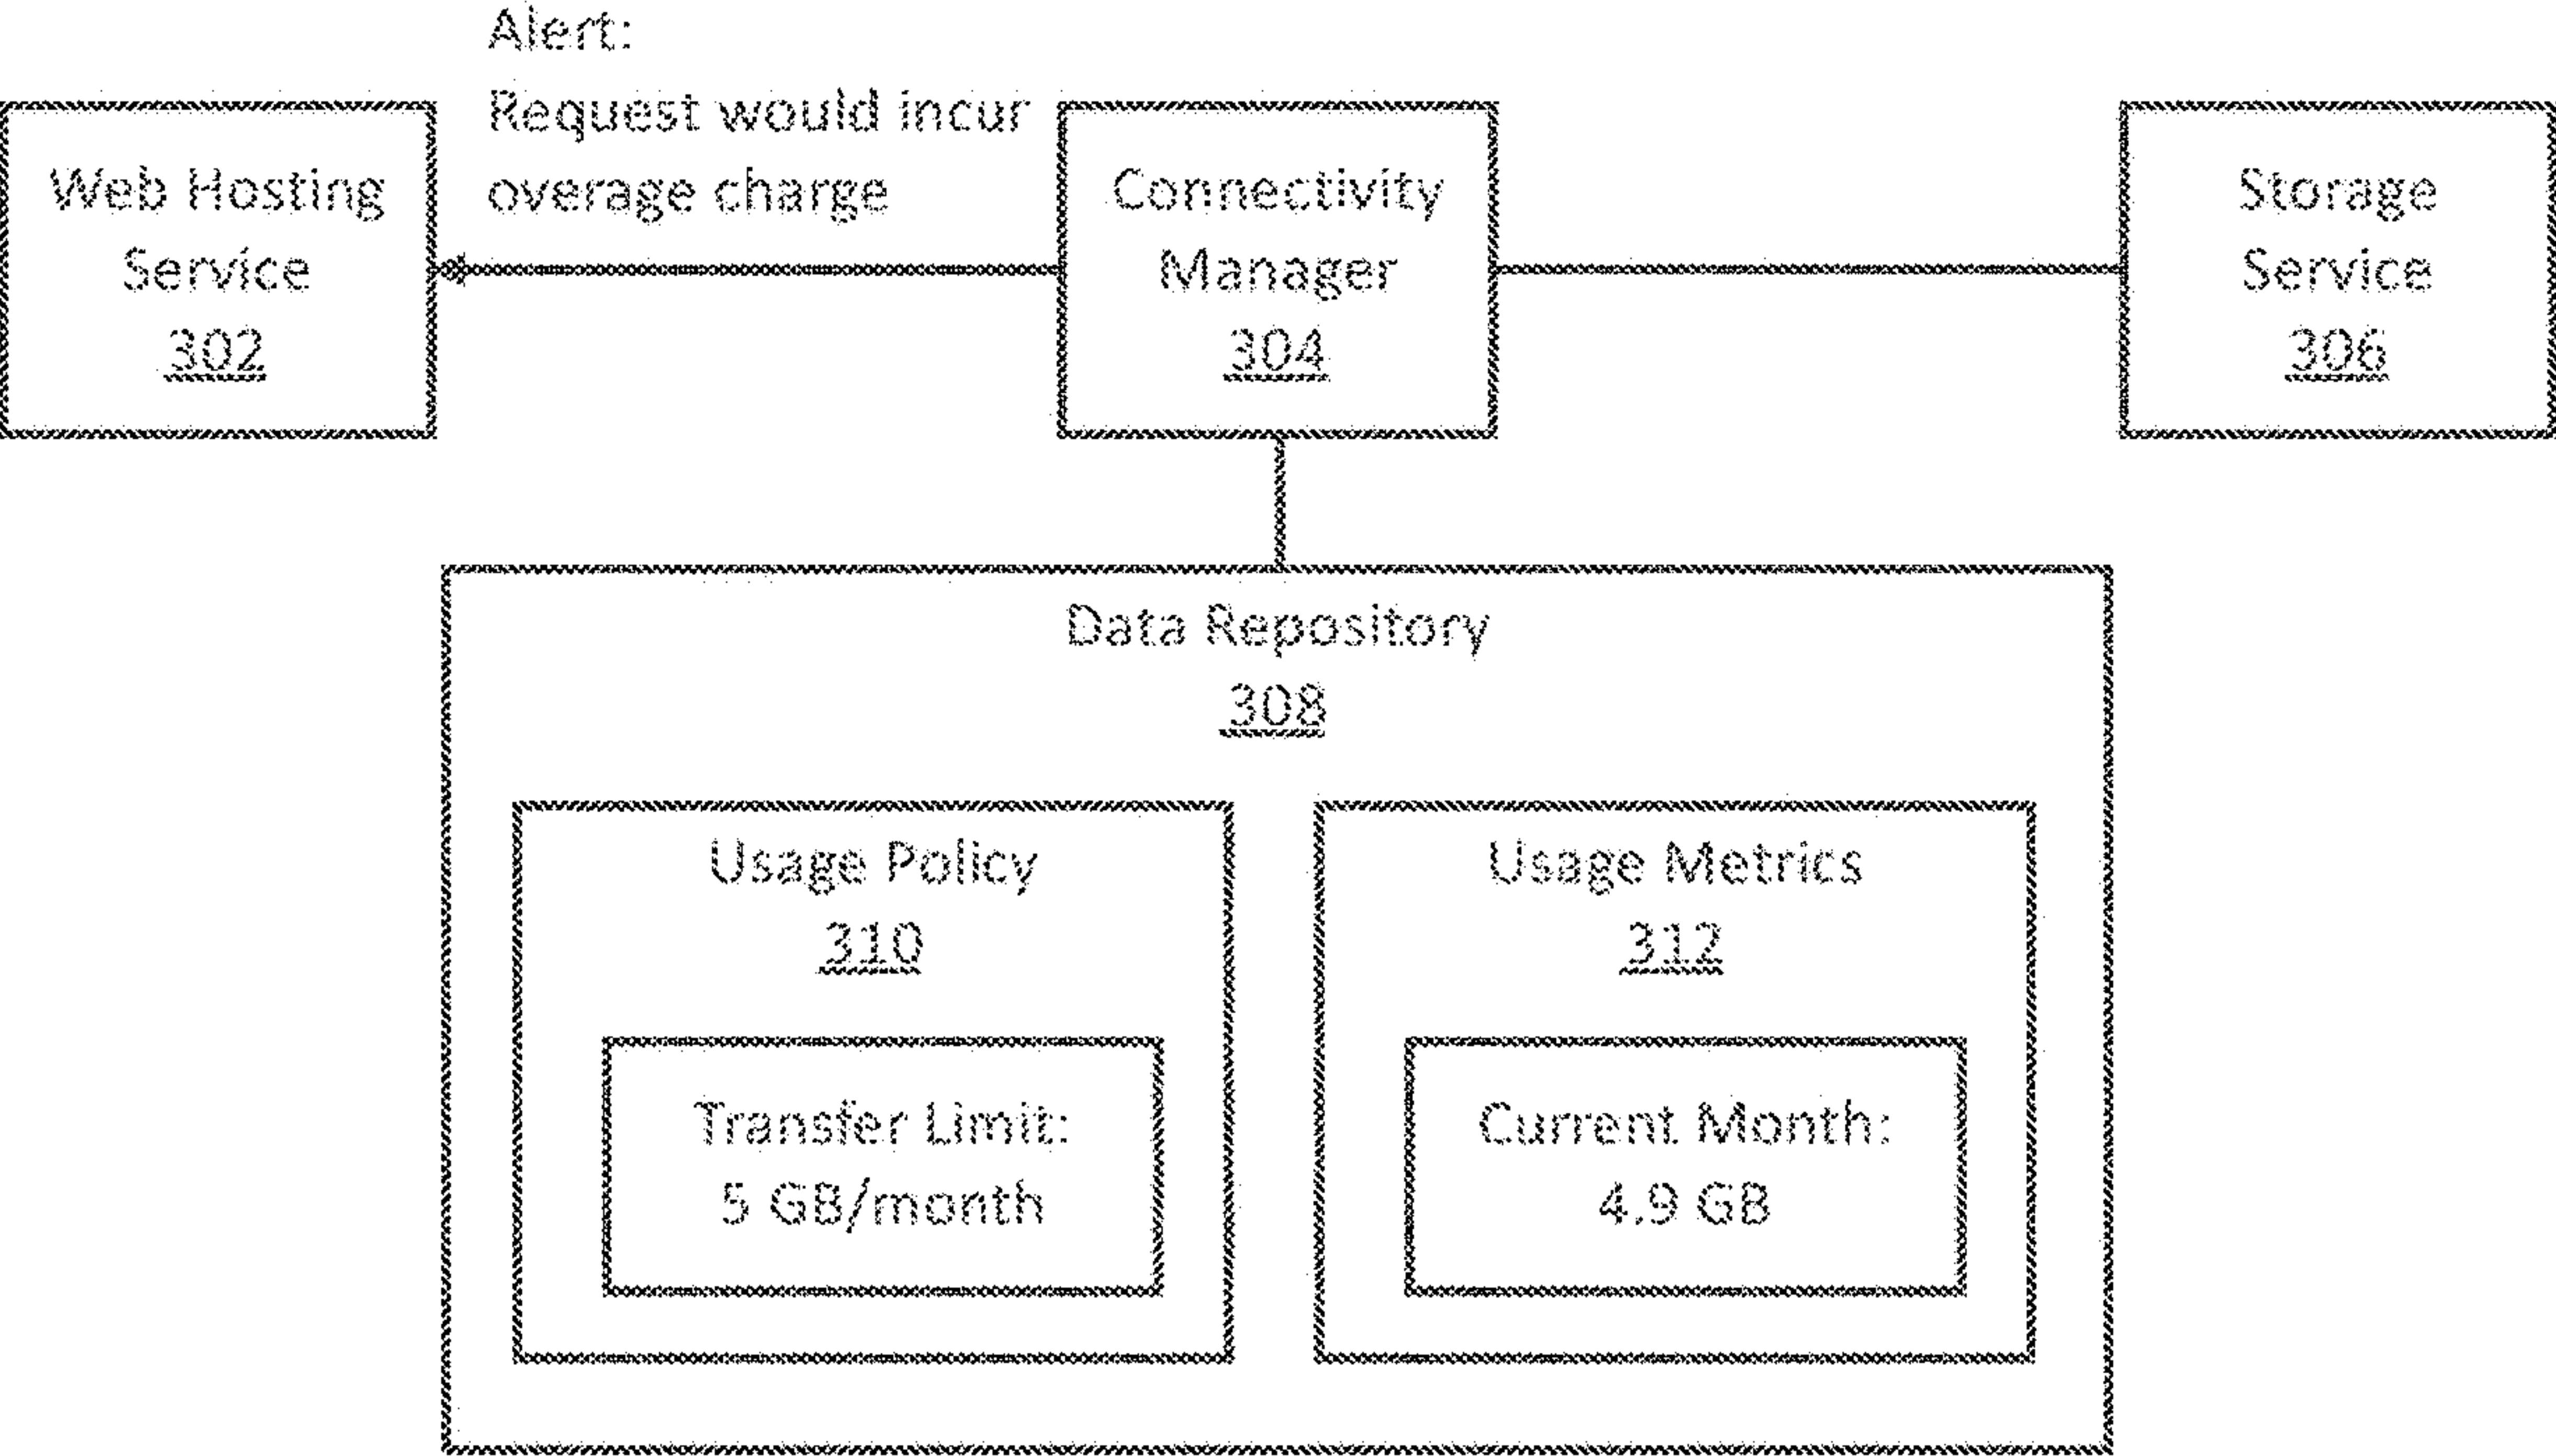 Alert:
Request would incur
overage charge
Web Hosting
Service
302
Connectivity
Manager
304
Storage
Service
306
Data Repository
308
Usage Policy
310
Transfer Limit:
5 GB/month
Usage Metrics
312
Current Month:
4.9 GB